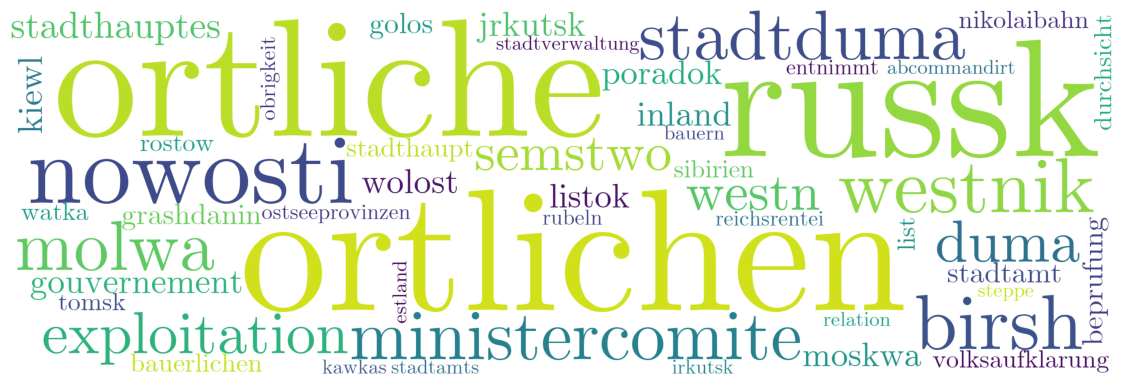 stadthauptes golos jrkutsk nikolaibahn
stadtverwaltung stadtduma
kiewl ortliche obrigkeit poradok entnimmt abcommandirt durchsicht
inland russk
bauern
rostow stadthaupt semstwo
nowosti wolost listok sibirien westn westnik
watka grashdanin ostseeprovinzen rubeln reichsrentei
molwa ortlichen list duma beprufung
gouvernement estland stadtamt
tomsk steppe
exploitation ministercomite relation birsh
bauerlichen kawkas stadtamts irkutsk moskwa volksaufklarung